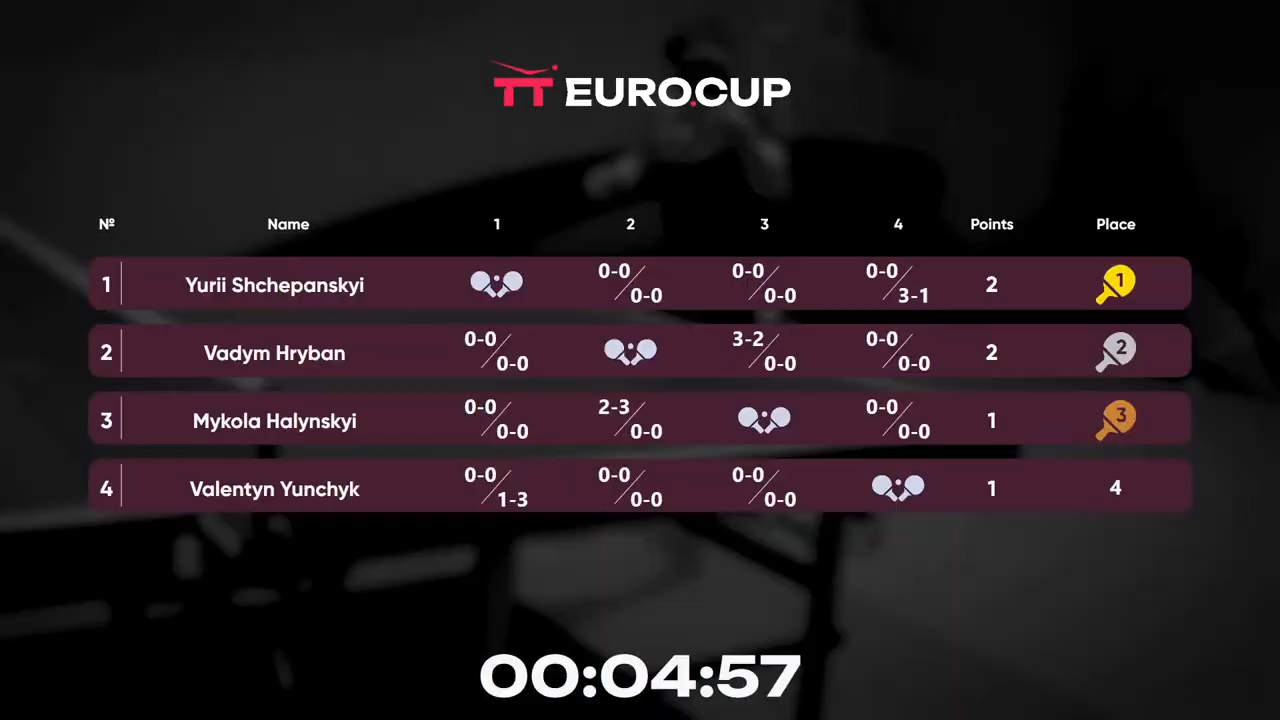 TT EURO.CUP
№ Name 1 2 3 4 Points Place
1 Yurii Shchepanskyi 0-0/0-0 0-0/0-0 0-0/3-1 2 1
2 Vadym Hryban 0-0/0-0 3-2/0-0 0-0/0-0 2 2
3 Mykola Halynskyi 0-0/0-0 2-3/0-0 0-0/0-0 1 3
4 Valentyn Yunchyk 0-0/1-3 0-0/0-0 0-0/0-0 1 4
00:04:57